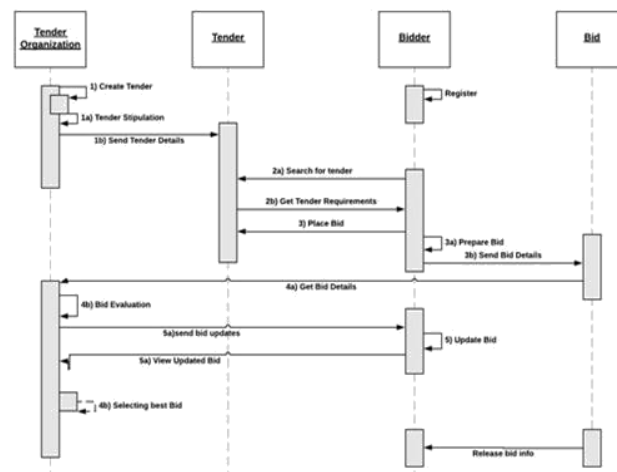 Tender
Organization
Tender
Bidder
Bid
1) Create Tender
Register
1a) Tender Stipulation
1b) Send Tender Details
2a) Search for tender
2b) Get Tender Requirements
3) Place Bid
3a) Prepare Bid
3b) Send Bid Details
4a) Get Bid Details
4b) Bid Evaluation
5a)send bid updates
5) Update Bid
5a) View Updated Bid
4b) Selecting best Bid
Release bid info